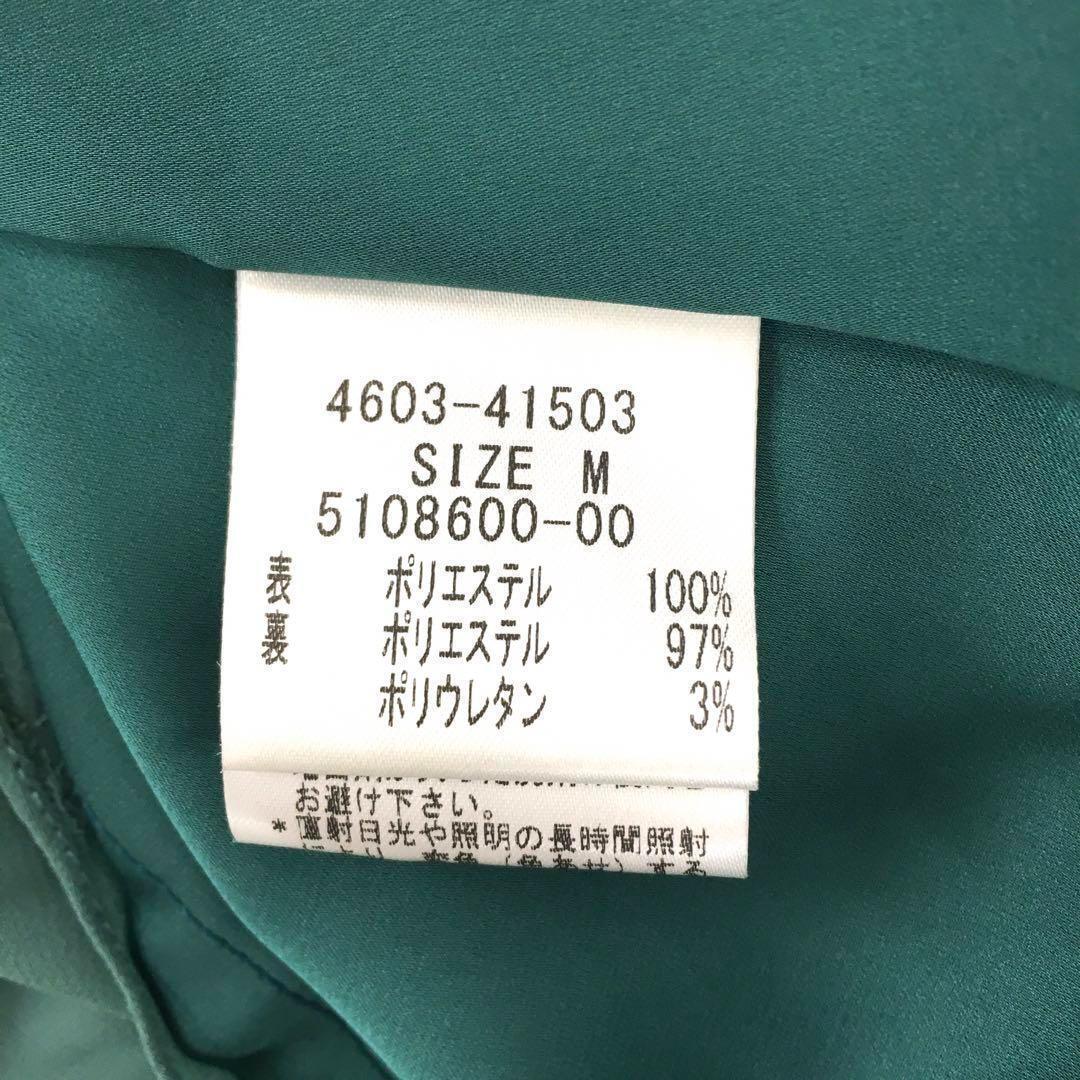 4603-41503
SIZE M
5108600-00
表 ポリエステル 100%
裏 ポリエステル 97%
ポリウレタン 3%
お避け下さい。
*直射日光や照明の長時間照射